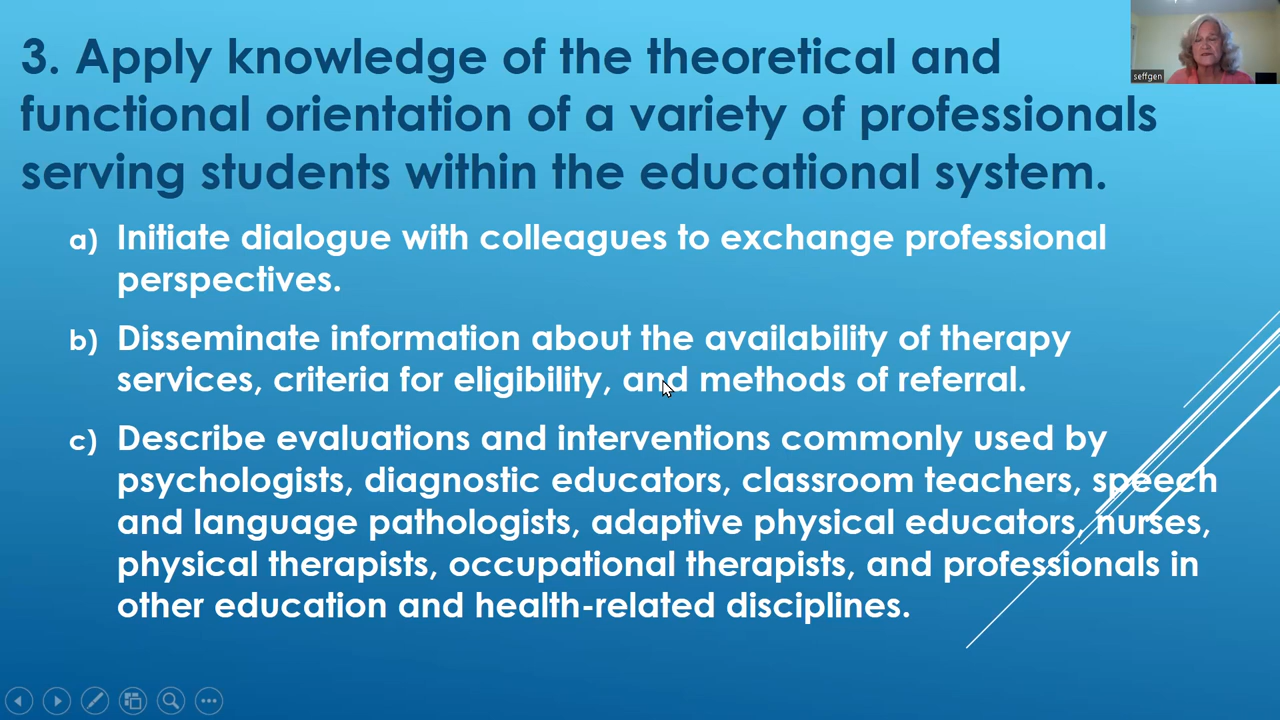 3. Apply knowledge of the theoretical and
functional orientation of a variety of professionals
serving students within the educational system.
seffgen
a) Initiate dialogue with colleagues to exchange professional
perspectives.
b) Disseminate information about the availability of therapy
services, criteria for eligibility, and methods of referral.
c) Describe evaluations and interventions commonly used by
psychologists, diagnostic educators, classroom teachers, speech
and language pathologists, adaptive physical educators, nurses,
physical therapists, occupational therapists, and professionals in
other education and health-related disciplines.